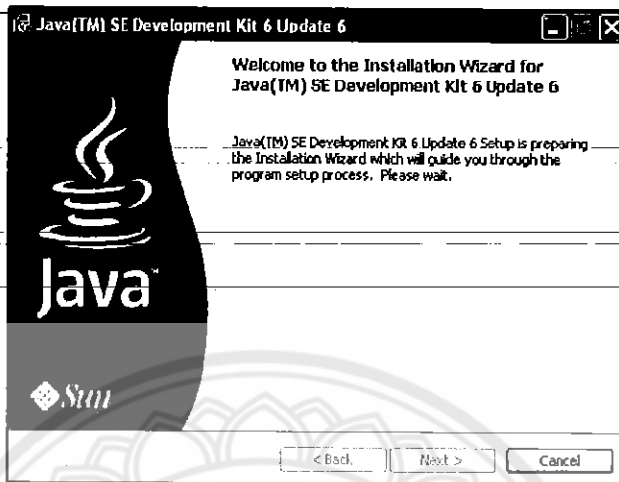 Java(TM) SE Development Kit 6 Update 6
Welcome to the Installation Wizard for
Java(TM) SE Development Kit 6 Update 6
Java(TM) SE Development Kit 6 Update 6 Setup is preparing
the Installation Wizard which will guide you through the
program setup process. Please wait.
Java™
Sun
< Back
Next >
Cancel